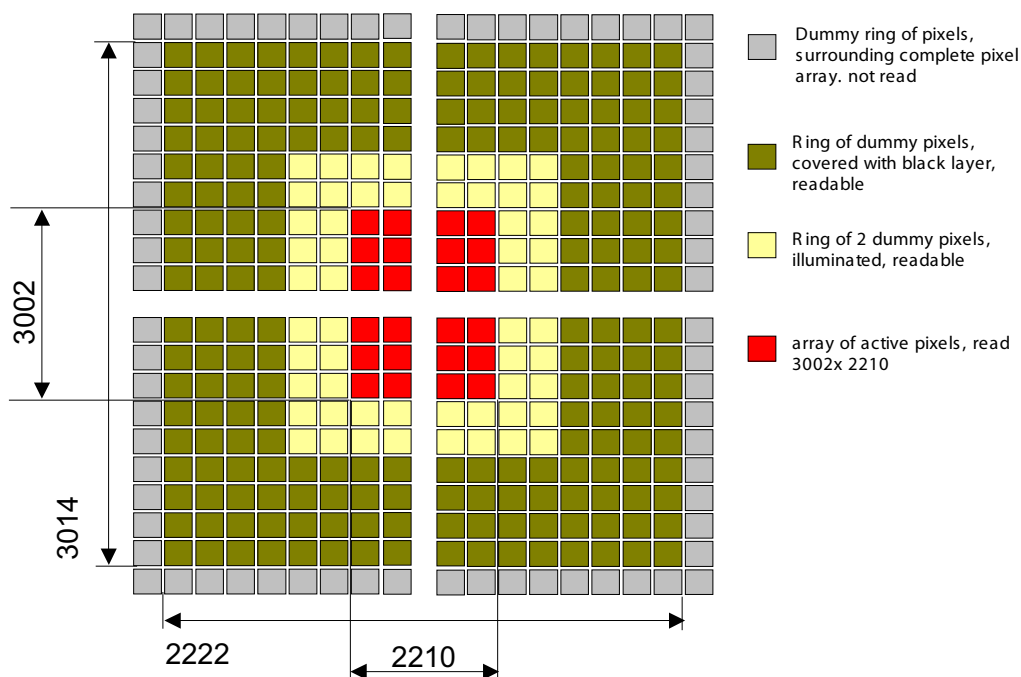 Dummy ring of pixels,
surrounding complete pixel
array. not read
Ring of dummy pixels,
covered with black layer,
readable
Ring of 2 dummy pixels,
illuminated, readable
array of active pixels, read
3002x 2210
3002
3014
2222
2210